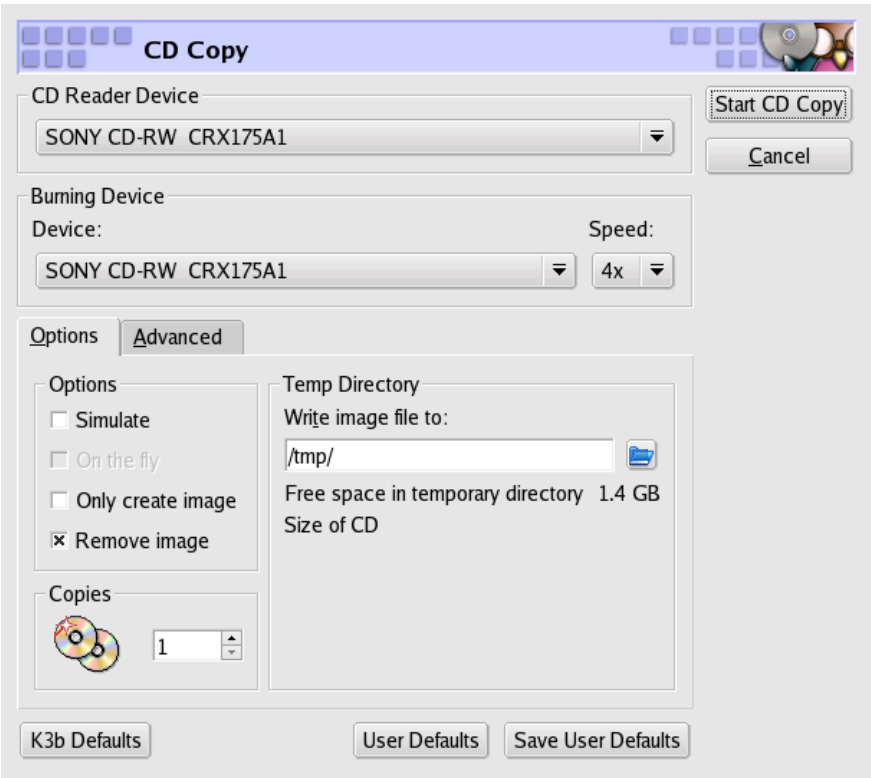 CD Copy
CD Reader Device
Start CD Copy
SONY CD-RW  CRX175A1
Cancel
Burning Device
Device:
Speed:
SONY CD-RW  CRX175A1
4x
Options
Advanced
Options
Simulate
On the fly
Only create image
Remove image
Temp Directory
Write image file to:
/tmp/
Free space in temporary directory  1.4 GB
Size of CD
Copies
1
K3b Defaults
User Defaults
Save User Defaults